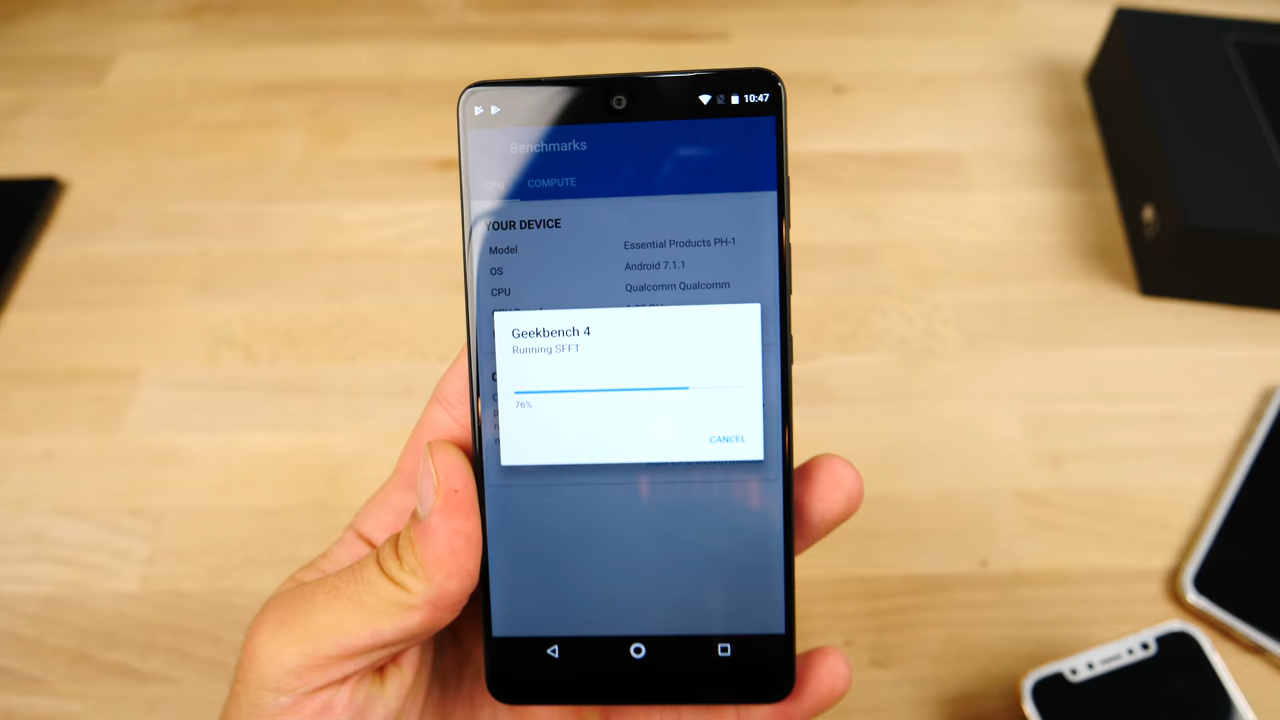 10:47
Benchmarks
CPU COMPUTE
YOUR DEVICE
Model Essential Products PH-1
OS Android 7.1.1
CPU Qualcomm Qualcomm
Geekbench 4
Running SFFT
76%
CANCEL